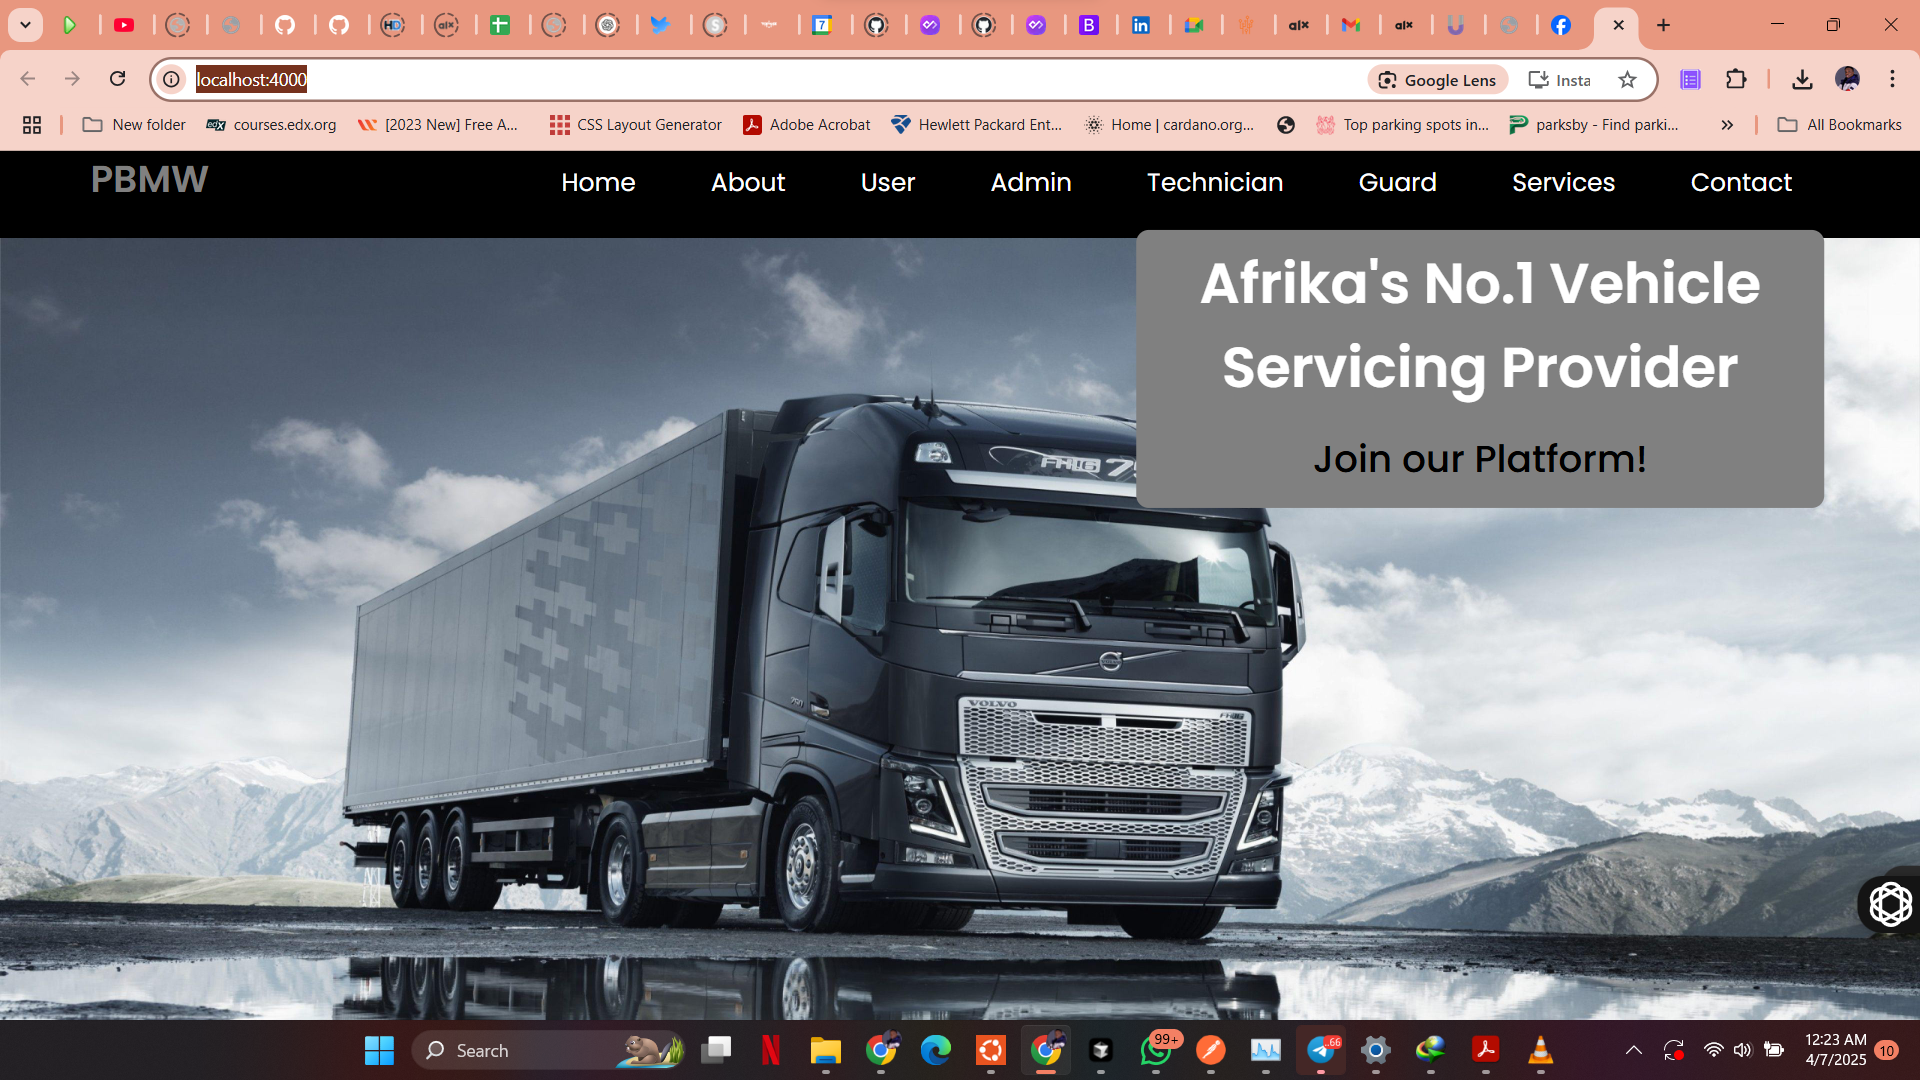 localhost:4000
Google Lens
Insta
New folder
courses.edx.org
[2023 New] Free A...
CSS Layout Generator
Adobe Acrobat
Hewlett Packard Ent...
Home | cardano.org...
Top parking spots in...
parksby - Find parki...
All Bookmarks
PBMW
Home
About
User
Admin
Technician
Guard
Services
Contact
Afrika's No.1 Vehicle
Servicing Provider
Join our Platform!
VOLVO
FH16
Search
99+
66
12:23 AM
4/7/2025
10